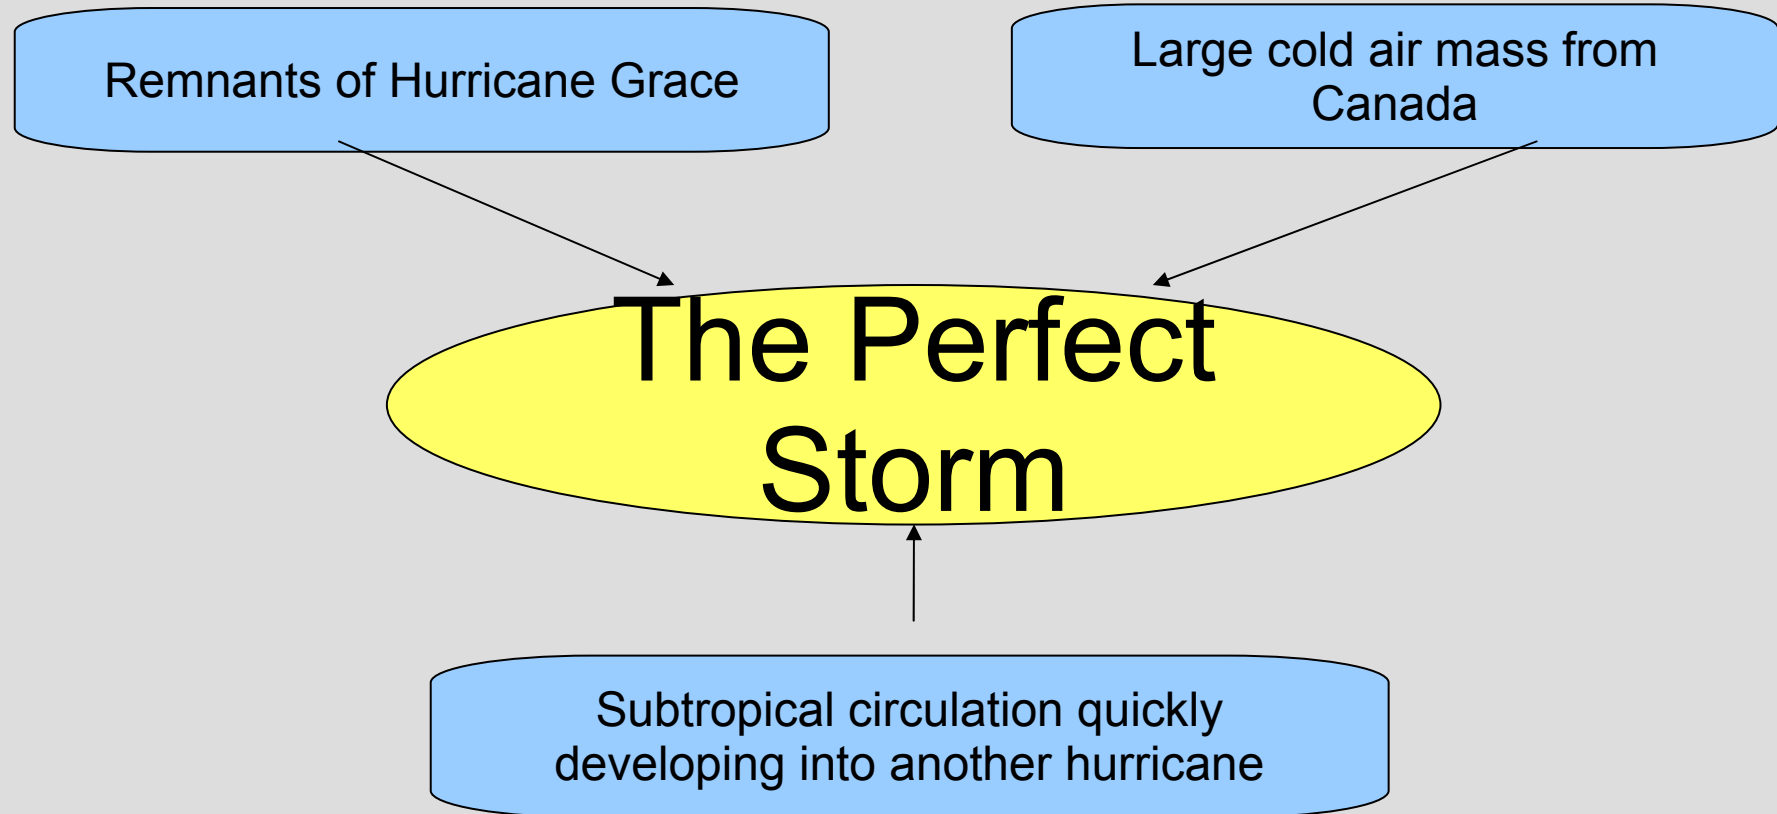 Remnants of Hurricane Grace
Large cold air mass from
Canada
The Perfect
Storm
Subtropical circulation quickly
developing into another hurricane